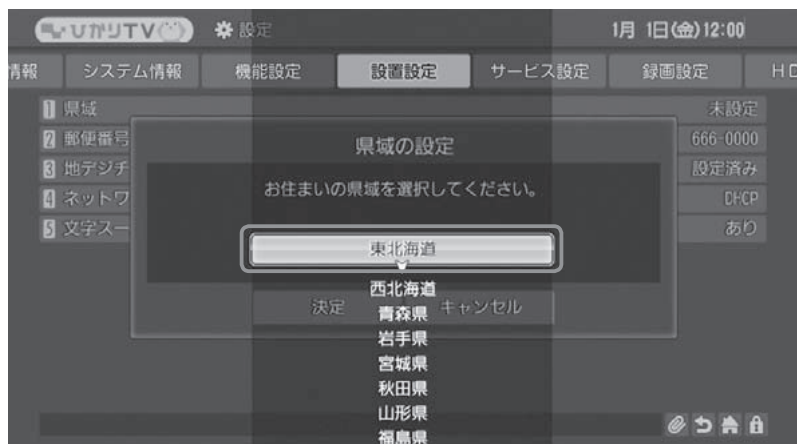 ひかりTV 設定 1月 1日(金)12:00
情報 システム情報 機能設定 設置設定 サービス設定 録画設定 HD
1 県域 未設定
2 郵便番号 666-0000
3 地デジチ 設定済み
4 ネットワ DHCP
5 文字スー あり
県域の設定
お住まいの県域を選択してください。
東北海道
西北海道
決定 キャンセル
青森県
岩手県
宮城県
秋田県
山形県
福島県